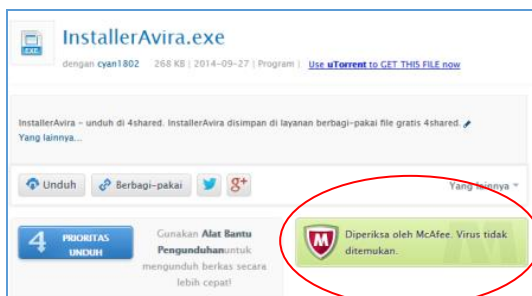 InstallerAvira.exe
.EXE
dengan cyan1802 268 KB | 2014-09-27 | Program | Use uTorrent to GET THIS FILE now
InstallerAvira - unduh di 4shared. InstallerAvira disimpan di layanan berbagi-pakai file gratis 4shared.
Yang lainnya...
Unduh Berbagi-pakai g+ Yang lainnya
4 PRIORITAS
UNDUH
Gunakan Alat Bantu
Pengunduhanuntuk
mengunduh berkas secara
lebih cepat!
Diperiksa oleh McAfee. Virus tidak
ditemukan.